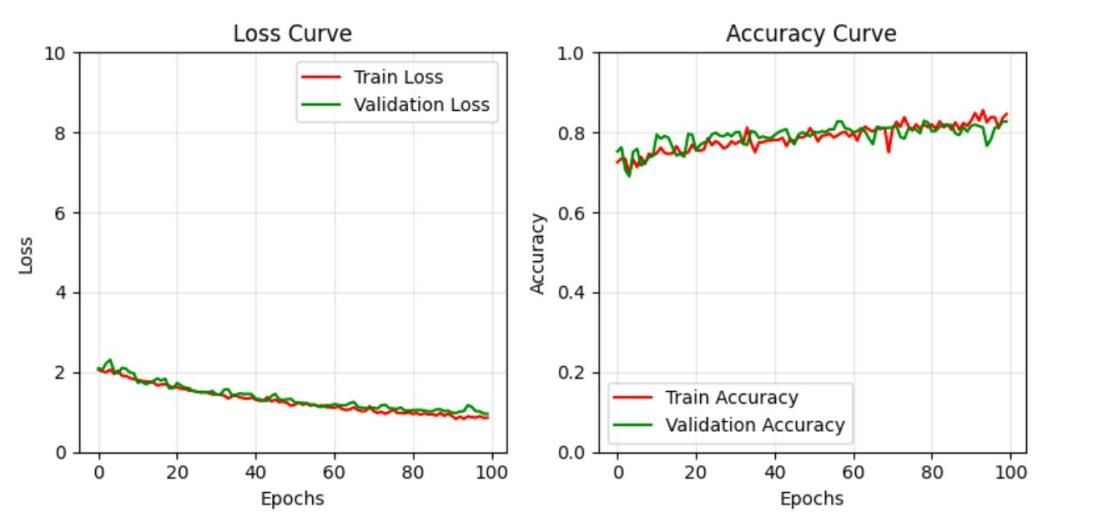 Loss Curve
10
8
6
4
2
0
Loss
Train Loss
Validation Loss
0 20 40 60 80 100
Epochs
Accuracy Curve
1.0
0.8
0.6
0.4
0.2
0.0
Accuracy
Train Accuracy
Validation Accuracy
0 20 40 60 80 100
Epochs